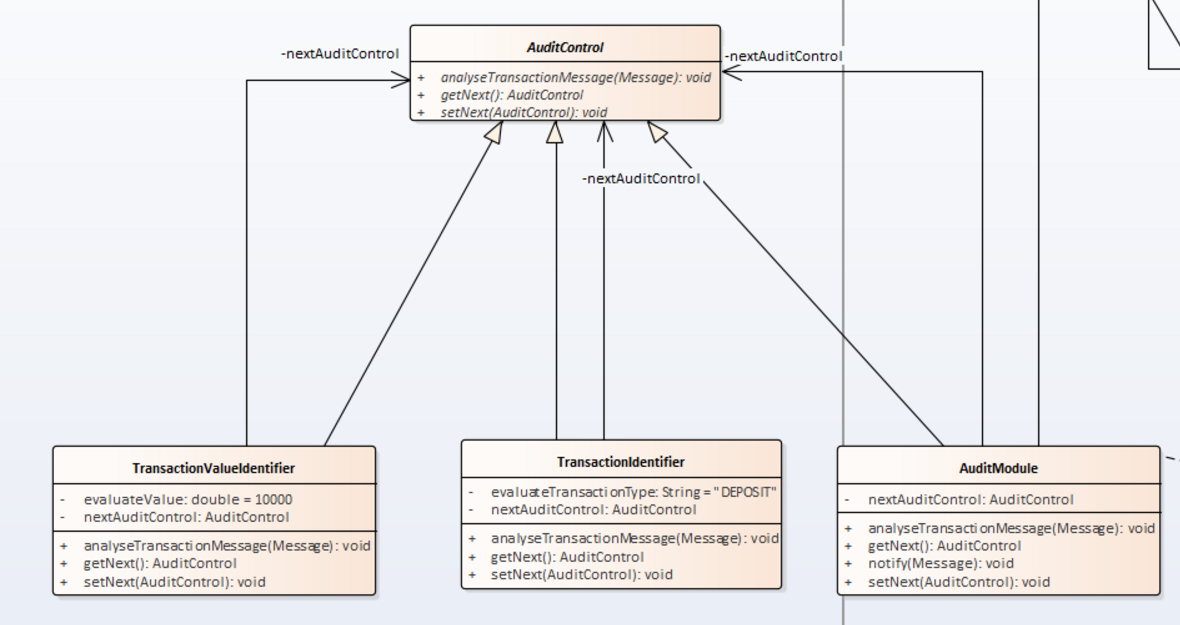 -nextAuditControl
AuditControl
-nextAuditControl
+ analyseTransactionMessage(Message): void
+ getNext(): AuditControl
+ setNext(AuditControl): void
-nextAuditControl
TransactionValueIdentifier
- evaluateValue: double = 10000
- nextAuditControl: AuditControl
+ analyseTransactionMessage(Message): void
+ getNext(): AuditControl
+ setNext(AuditControl): void
TransactionIdentifier
- evaluateTransactionType: String = "DEPOSIT"
- nextAuditControl: AuditControl
+ analyseTransactionMessage(Message): void
+ getNext(): AuditControl
+ setNext(AuditControl): void
AuditModule
- nextAuditControl: AuditControl
+ analyseTransactionMessage(Message): void
+ getNext(): AuditControl
+ notify(Message): void
+ setNext(AuditControl): void